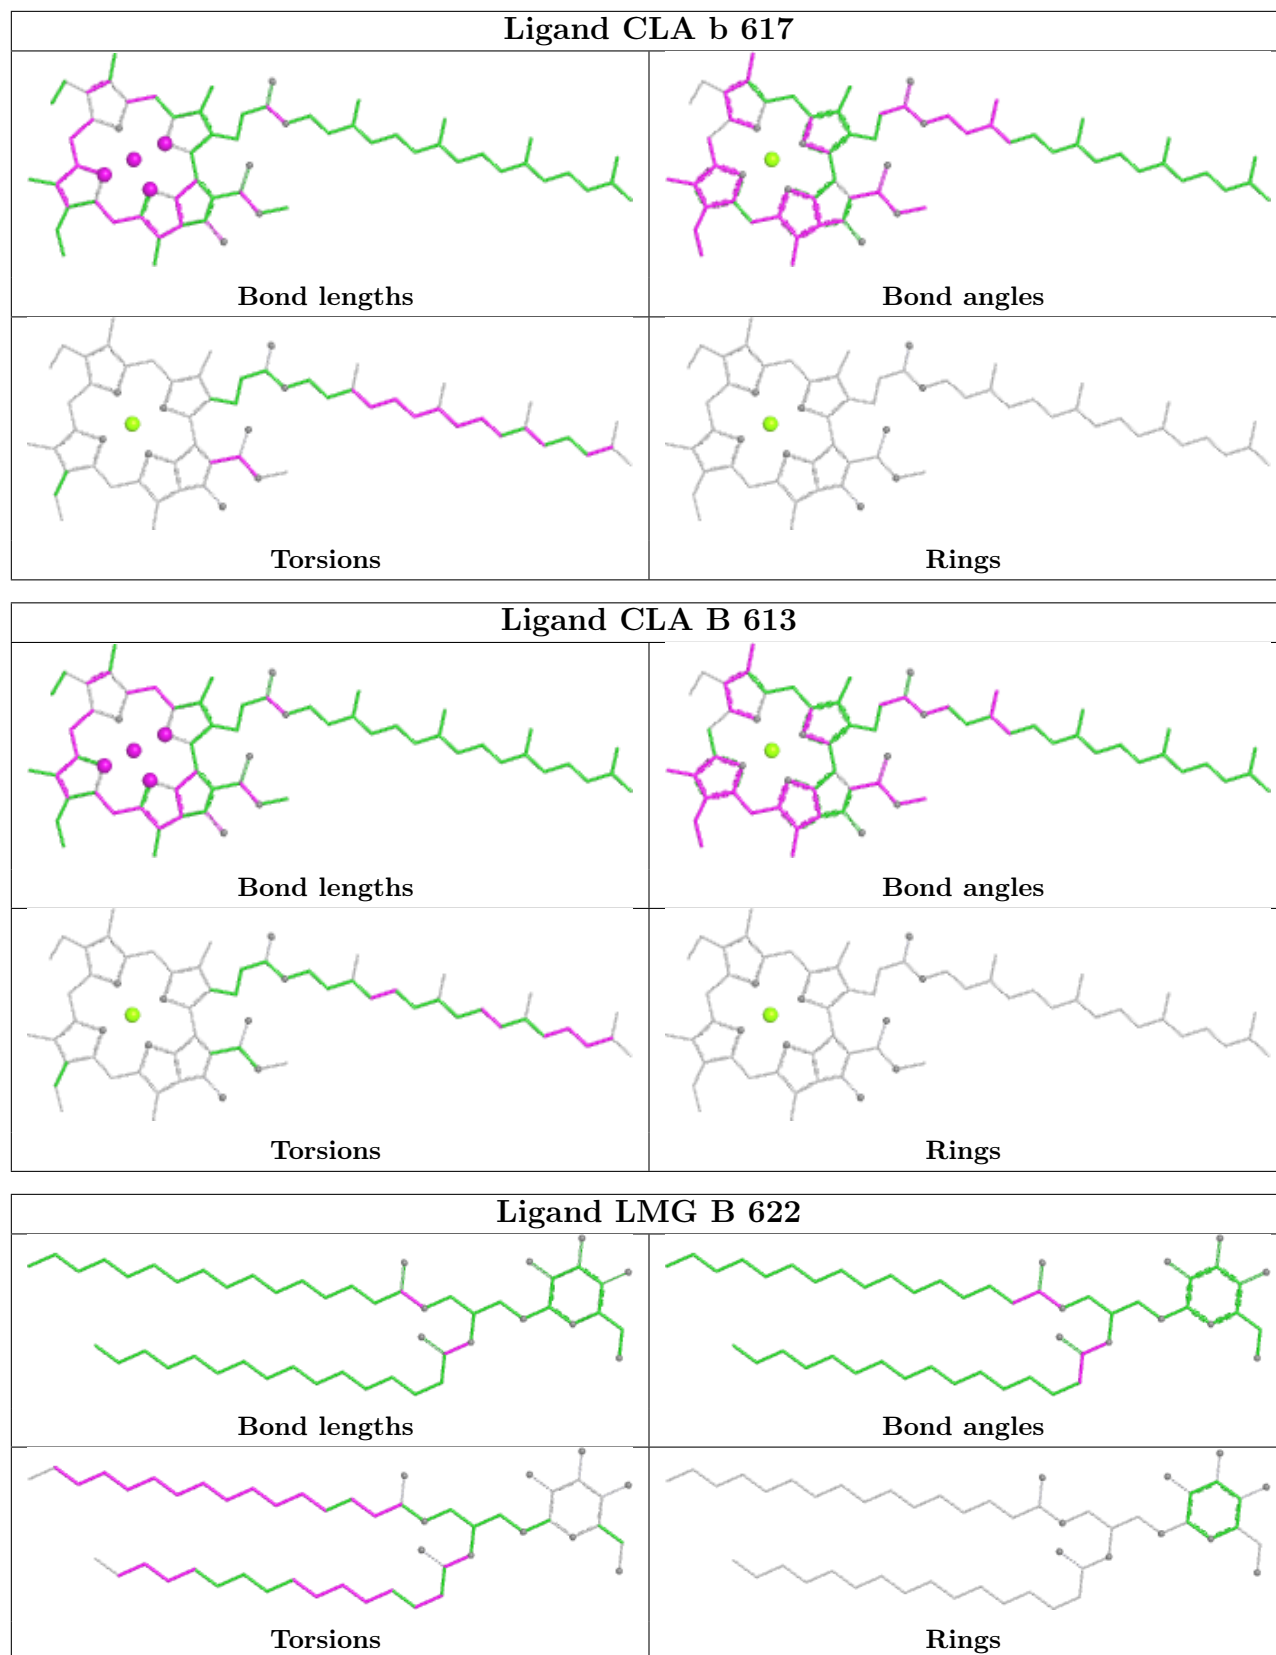 Ligand CLA b 617
Bond lengths
Bond angles
Torsions
Rings
Ligand CLA B 613
Bond lengths
Bond angles
Torsions
Rings
Ligand LMG B 622
Bond lengths
Bond angles
Torsions
Rings